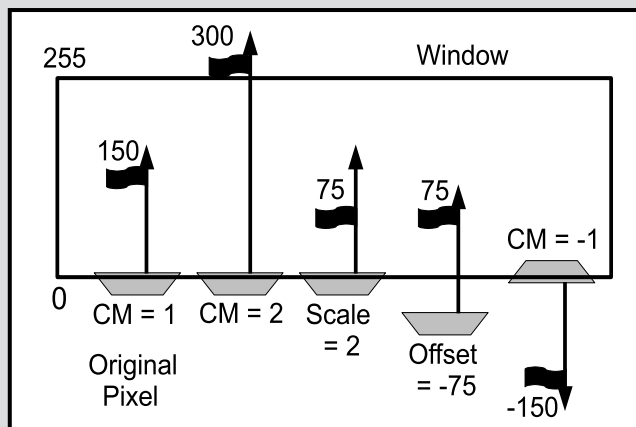 300
255
Window
150
75
75
CM = -1
0
CM = 1
CM = 2
Scale
= 2
Offset
= -75
Original
Pixel
-150